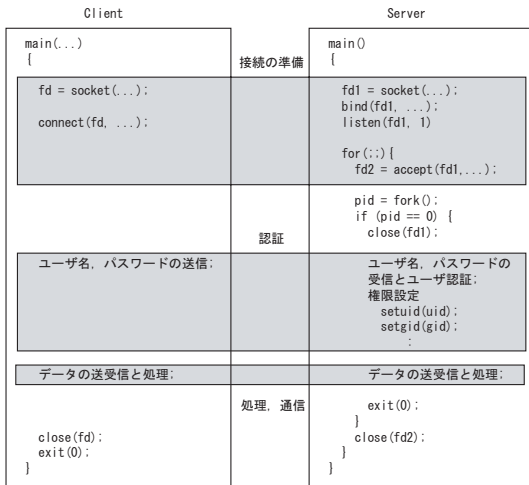 Client
main(...)
{
fd = socket(...);
connect(fd, ...);
ユーザ名，パスワードの送信;
データの送受信と処理;
close(fd);
exit(0);
}
接続の準備
認証
処理，通信
Server
main()
{
fd1 = socket(...);
bind(fd1, ...);
listen(fd1, 1)
for(;;){
fd2 = accept(fd1,...);
pid = fork();
if (pid == 0) {
close(fd1);
ユーザ名，パスワードの
受信とユーザ認証;
権限設定
setuid(uid);
setgid(gid);
:
データの送受信と処理;
exit(0);
}
close(fd2);
}
}